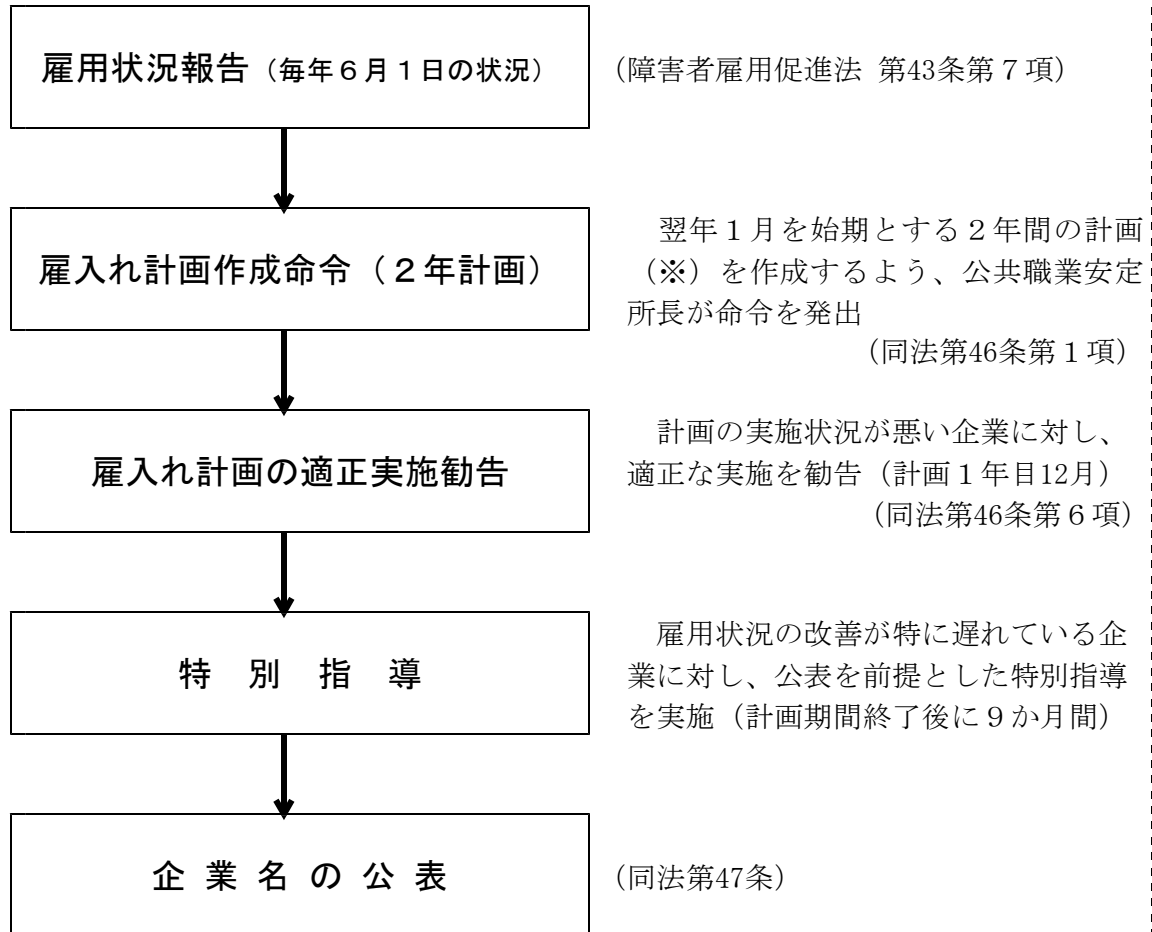 雇用状況報告（毎年６月１日の状況）
（障害者雇用促進法 第43条第７項）
雇入れ計画作成命令（２年計画）
翌年１月を始期とする２年間の計画
（※）を作成するよう、公共職業安定
所長が命令を発出
（同法第46条第１項）
雇入れ計画の適正実施勧告
計画の実施状況が悪い企業に対し、
適正な実施を勧告（計画１年目12月）
（同法第46条第６項）
特別指導
雇用状況の改善が特に遅れている企
業に対し、公表を前提とした特別指導
を実施（計画期間終了後に９か月間）
企業名の公表
（同法第47条）